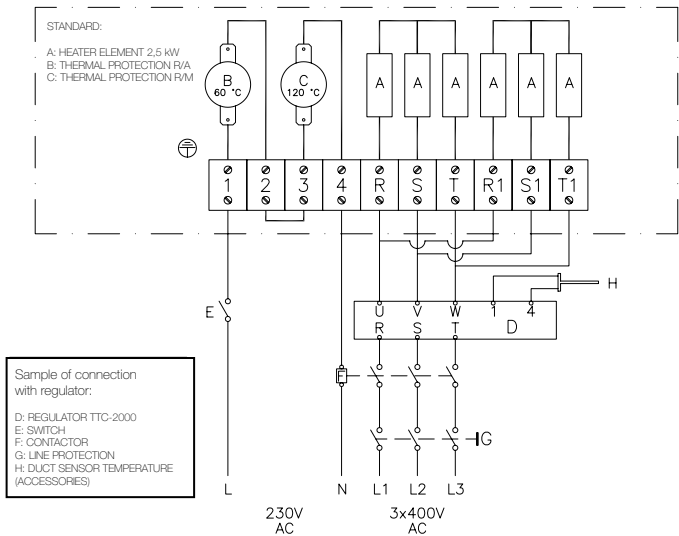 STANDARD:
A: HEATER ELEMENT 2,5 kW
B: THERMAL PROTECTION R/A
C: THERMAL PROTECTION R/M
B
60 °C
C
120 °C
A A A A A A
1 2 3 4 R S T R1 S1 T1
H
E
U V W 1 4
R S T D
F
G
Sample of connection
with regulator:
D: REGULATOR TTC-2000
E: SWITCH
F: CONTACTOR
G: LINE PROTECTION
H: DUCT SENSOR TEMPERATURE
(ACCESSORIES)
L N L1 L2 L3
230V 3x400V
AC AC